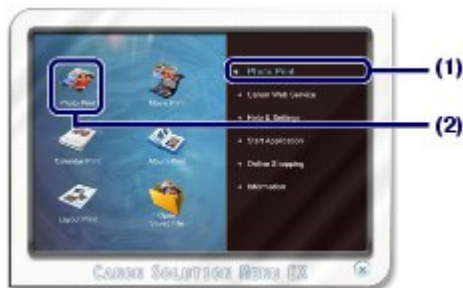 Photo Print
Movie Print
Calendar Print
Album Print
Layout Print
Open
Saved File
Photo Print
Canon Web Service
Help & Settings
Start Application
Online Shopping
Information
CANON SOLUTION MENU EX
(1)
(2)